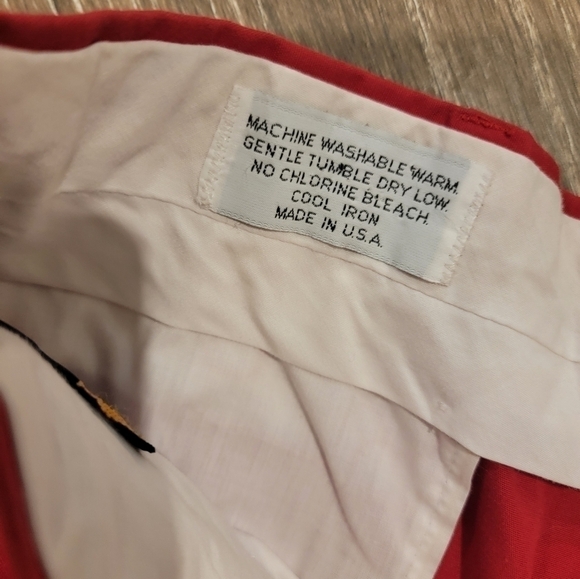 MACHINE WASHABLE WARM.
GENTLE TUMBLE DRY LOW.
NO CHLORINE BLEACH.
COOL IRON
MADE IN U.S.A.